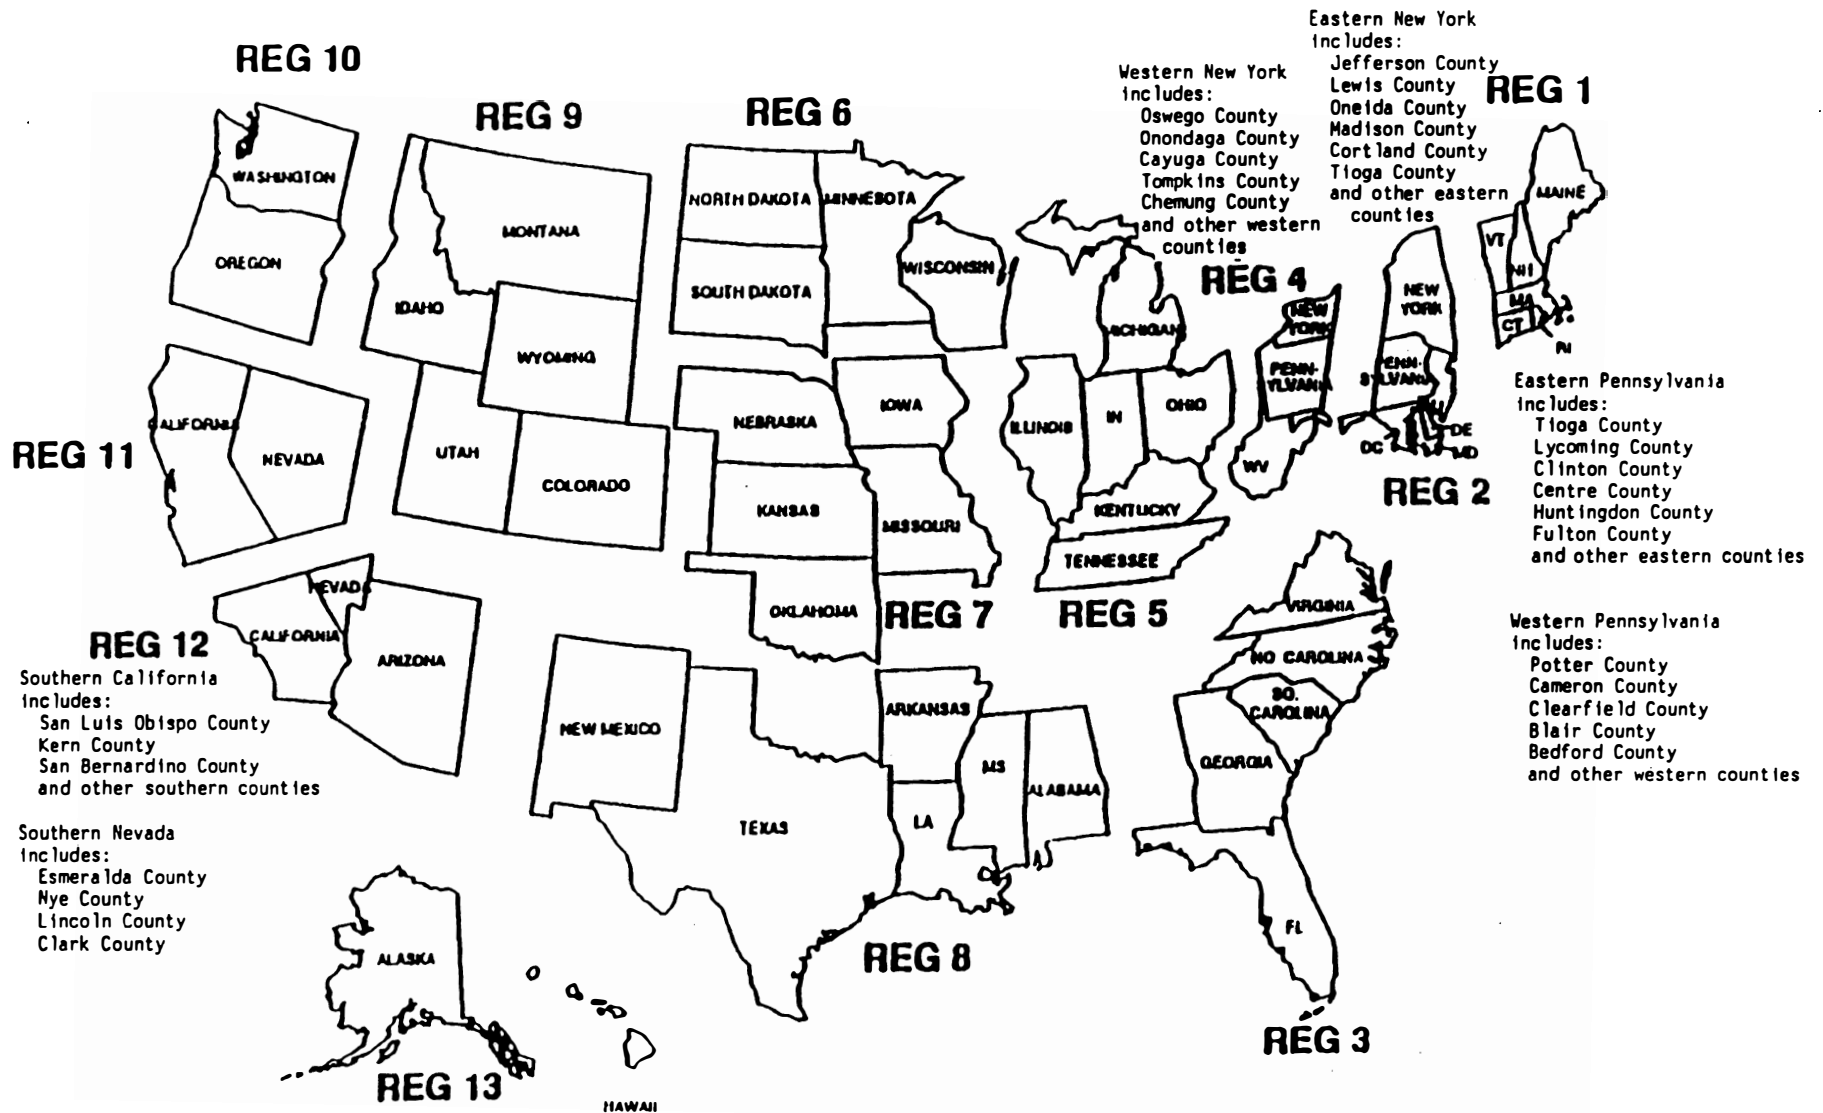 REG 10
REG 9
REG 6
Eastern New York
includes:
Jefferson County
Lewis County
Oneida County
Madison County
Cortland County
Tioga County
and other eastern
counties
REG 1
Western New York
includes:
Oswego County
Onondaga County
Cayuga County
Tompkins County
Chemung County
and other western
counties
REG 4
WASHINGTON
OREGON
MONTANA
IDAHO
WYOMING
NORTH DAKOTA
MINNESOTA
SOUTH DAKOTA
WISCONSIN
MICHIGAN
NEW
YORK
PENN-
SYLVANIA
NEW
YORK
PENN-
SYLVANIA
MAINE
VT
NH
MA
CT
RI
REG 11
CALIFORNIA
NEVADA
UTAH
COLORADO
NEBRASKA
IOWA
KANSAS
MISSOURI
ILLINOIS
IN
OHIO
WV
KENTUCKY
TENNESSEE
DC
DE
MD
REG 2
Eastern Pennsylvania
includes:
Tioga County
Lycoming County
Clinton County
Centre County
Huntingdon County
Fulton County
and other eastern counties
REG 12
NEVADA
CALIFORNIA
ARIZONA
OKLAHOMA
REG 7
REG 5
VIRGINIA
NO CAROLINA
SO.
CAROLINA
Western Pennsylvania
includes:
Potter County
Cameron County
Clearfield County
Blair County
Bedford County
and other western counties
Southern California
includes:
San Luis Obispo County
Kern County
San Bernardino County
and other southern counties
Southern Nevada
includes:
Esmeralda County
Nye County
Lincoln County
Clark County
NEW MEXICO
TEXAS
ARKANSAS
LA
MS
ALABAMA
GEORGIA
FL
REG 8
REG 3
ALASKA
REG 13
HAWAII